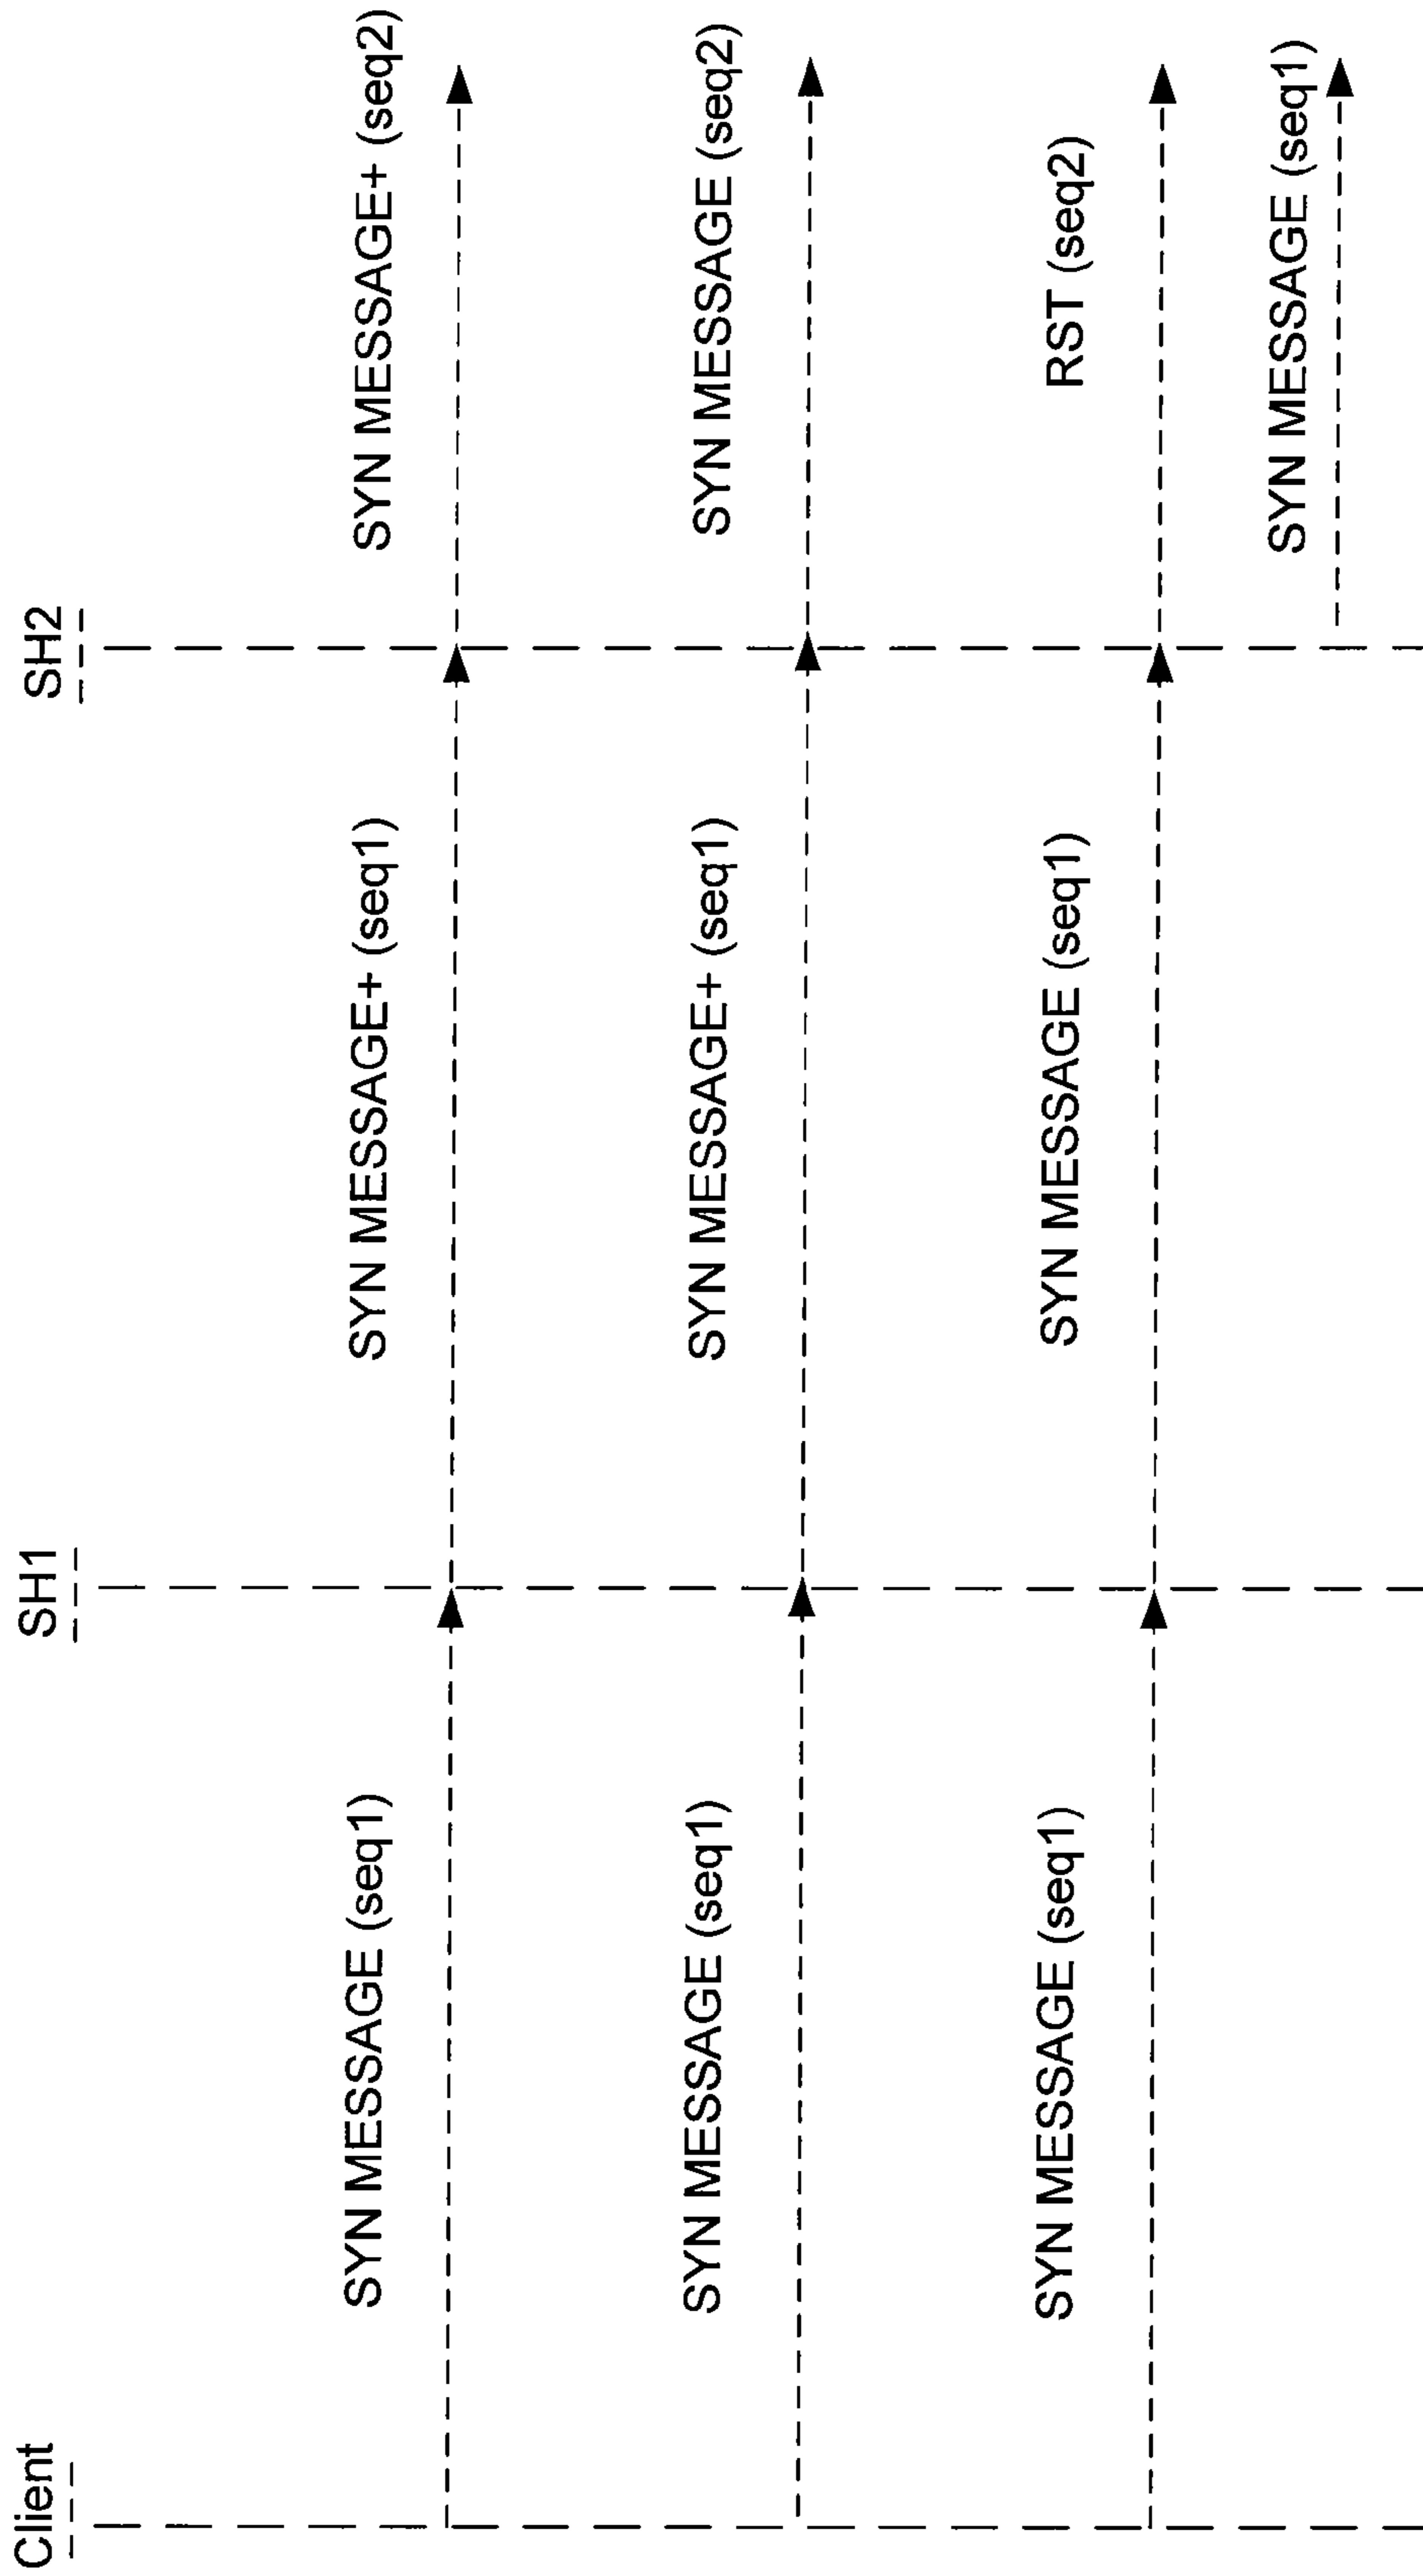 Client
SH1
SH2
SYN MESSAGE (seq1)
SYN MESSAGE+ (seq1)
SYN MESSAGE+ (seq2)
SYN MESSAGE (seq1)
SYN MESSAGE+ (seq1)
SYN MESSAGE (seq2)
SYN MESSAGE (seq1)
SYN MESSAGE (seq1)
RST (seq2)
SYN MESSAGE (seq1)